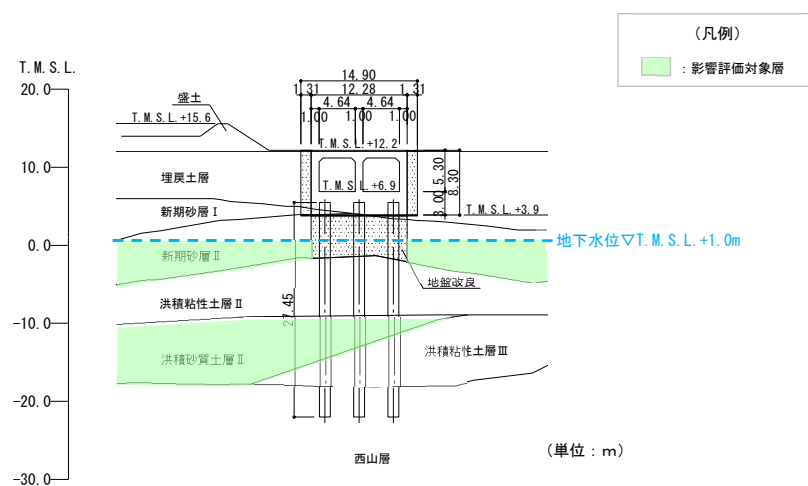 （凡例）
：影響評価対象層
T.M.S.L.
20.0
10.0
0.0
-10.0
-20.0
-30.0
14.90
1.31 12.28 1.31
4.64 4.64
1.00 1.00 1.00
盛土
T.M.S.L.+15.6
T.M.S.L.+12.2
埋戻土層
T.M.S.L.+6.9
5.30
3.00
8.30
新期砂層Ⅰ
T.M.S.L.+3.9
地下水位▽T.M.S.L.+1.0m
新期砂層Ⅱ
地盤改良
洪積粘性土層Ⅱ
27.45
洪積砂質土層Ⅱ
洪積粘性土層Ⅲ
西山層
（単位：ｍ）